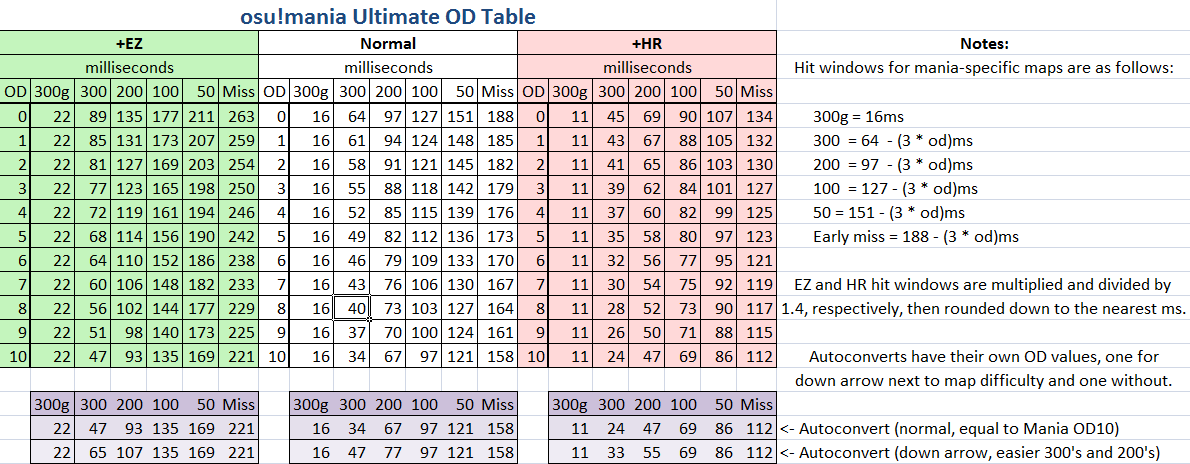 osu!mania Ultimate OD Table
+EZ Normal +HR Notes:
milliseconds milliseconds milliseconds Hit windows for mania-specific maps are as follows:
OD 300g 300 200 100 50 Miss OD 300g 300 200 100 50 Miss OD 300g 300 200 100 50 Miss
0 22 89 135 177 211 263 0 16 64 97 127 151 188 0 11 45 69 90 107 134 300g = 16ms
1 22 85 131 173 207 259 1 16 61 94 124 148 185 1 11 43 67 88 105 132 300 = 64 - (3 * od)ms
2 22 81 127 169 203 254 2 16 58 91 121 145 182 2 11 41 65 86 103 130 200 = 97 - (3 * od)ms
3 22 77 123 165 198 250 3 16 55 88 118 142 179 3 11 39 62 84 101 127 100 = 127 - (3 * od)ms
4 22 72 119 161 194 246 4 16 52 85 115 139 176 4 11 37 60 82 99 125 50 = 151 - (3 * od)ms
5 22 68 114 156 190 242 5 16 49 82 112 136 173 5 11 35 58 80 97 123 Early miss = 188 - (3 * od)ms
6 22 64 110 152 186 238 6 16 46 79 109 133 170 6 11 32 56 77 95 121
7 22 60 106 148 182 233 7 16 43 76 106 130 167 7 11 30 54 75 92 119 EZ and HR hit windows are multiplied and divided by
8 22 56 102 144 177 229 8 16 40 73 103 127 164 8 11 28 52 73 90 117 1.4, respectively, then rounded down to the nearest ms.
9 22 51 98 140 173 225 9 16 37 70 100 124 161 9 11 26 50 71 88 115
10 22 47 93 135 169 221 10 16 34 67 97 121 158 10 11 24 47 69 86 112 Autoconverts have their own OD values, one for
down arrow next to map difficulty and one without.
300g 300 200 100 50 Miss 300g 300 200 100 50 Miss 300g 300 200 100 50 Miss
22 47 93 135 169 221 16 34 67 97 121 158 11 24 47 69 86 112 <- Autoconvert (normal, equal to Mania OD10)
22 65 107 135 169 221 16 47 77 97 121 158 11 33 55 69 86 112 <- Autoconvert (down arrow, easier 300's and 200's)